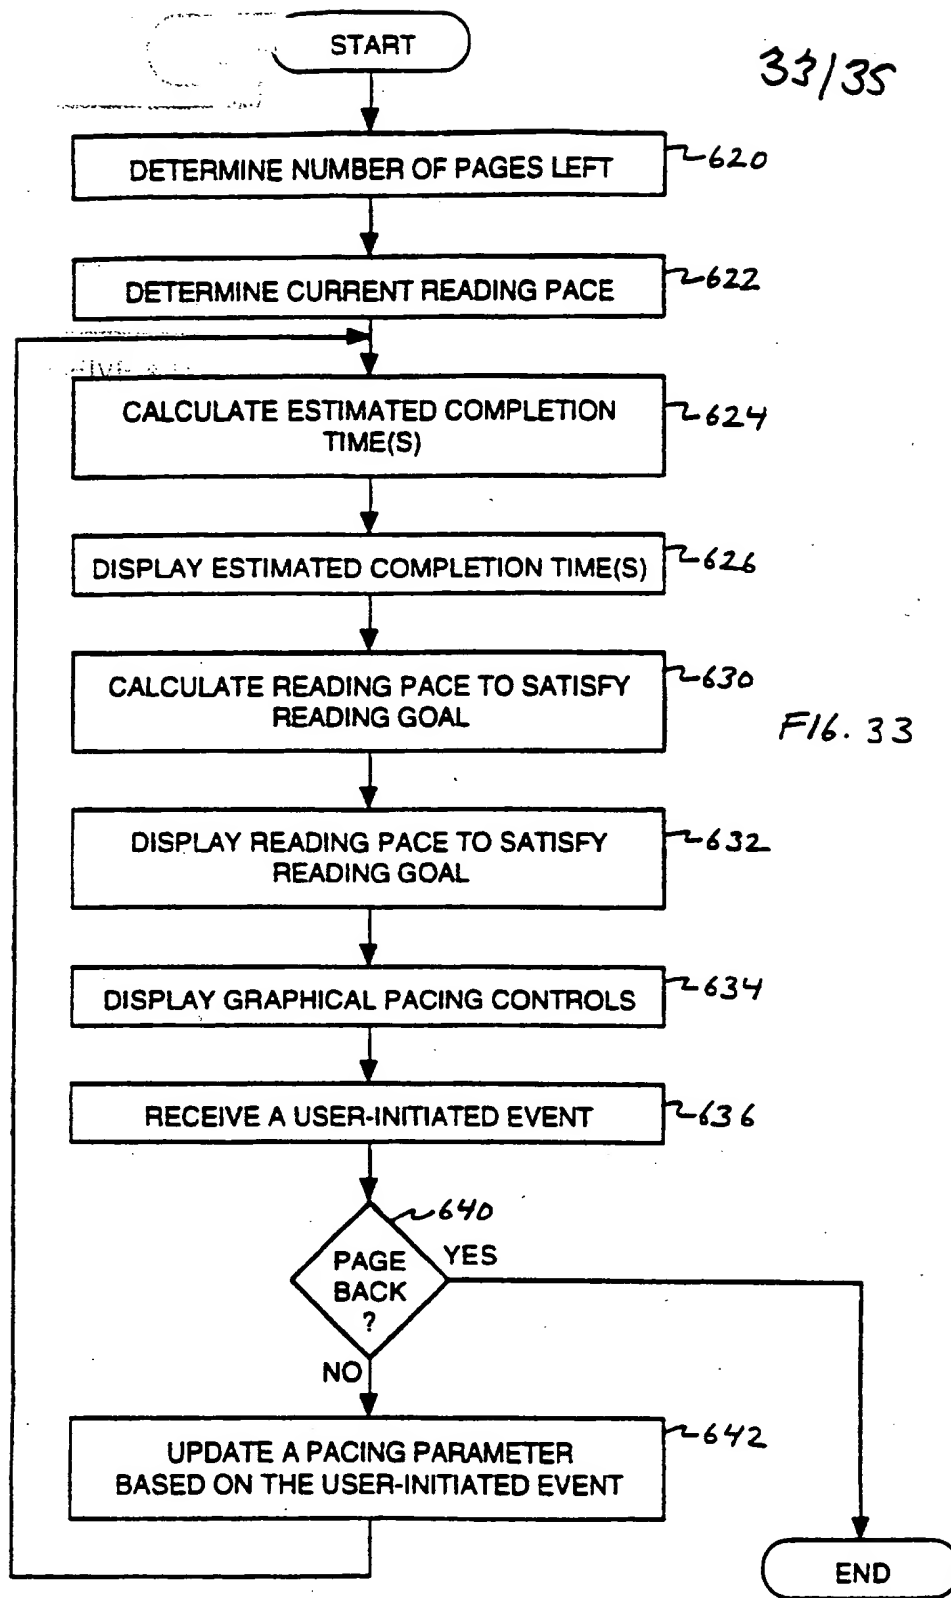 START
33/35
DETERMINE NUMBER OF PAGES LEFT
620
DETERMINE CURRENT READING PACE
622
CALCULATE ESTIMATED COMPLETION
TIME(S)
624
DISPLAY ESTIMATED COMPLETION TIME(S)
626
CALCULATE READING PACE TO SATISFY
READING GOAL
630
FIG. 33
DISPLAY READING PACE TO SATISFY
READING GOAL
632
DISPLAY GRAPHICAL PACING CONTROLS
634
RECEIVE A USER-INITIATED EVENT
636
640
PAGE
BACK
?
YES
NO
UPDATE A PACING PARAMETER
BASED ON THE USER-INITIATED EVENT
642
END